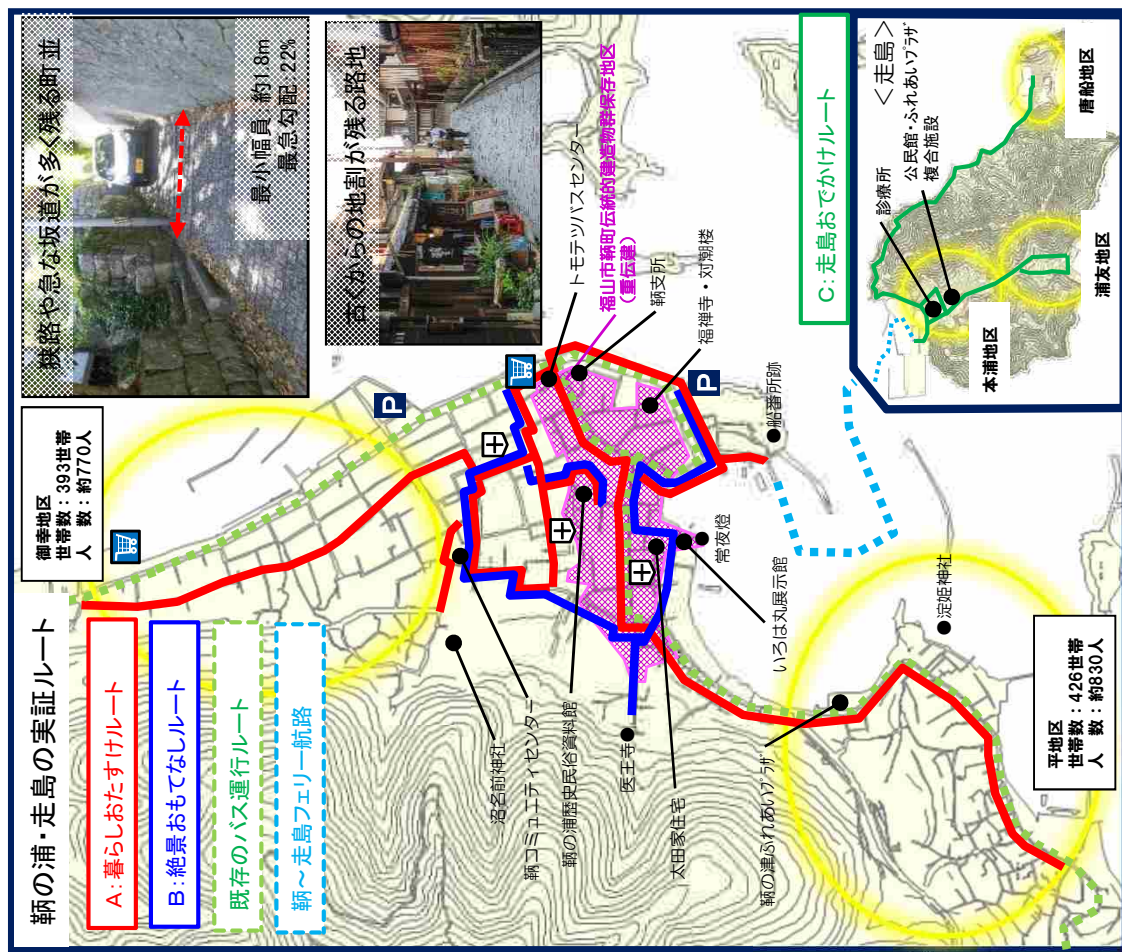 鞆の浦・走島の実証ルート
A：暮らしおたすけルート
B：絶景おもてなしルート
既存のバス運行ルート
鞆～走島フェリー航路
御幸地区
世帯数：393世帯
人　数：約770人
狭路や急な坂道が多く残る町並
最小幅員 約1.8m
最急勾配:22%
古くからの地割が残る路地
P
トモテツバスセンター
福山市鞆町伝統的建造物群保存地区
（重伝建）
鞆支所
福禅寺・対潮楼
P
船番所跡
沼名前神社
鞆コミュニティセンター
鞆の浦歴史民俗資料館
医王寺
太田家住宅
常夜燈
いろは丸展示館
鞆の津ふれあいプラザ
淀姫神社
平地区
世帯数：426世帯
人　数：約830人
C：走島おでかけルート
＜走島＞
診療所
公民館・ふれあいプラザ
複合施設
本浦地区
浦友地区
唐船地区